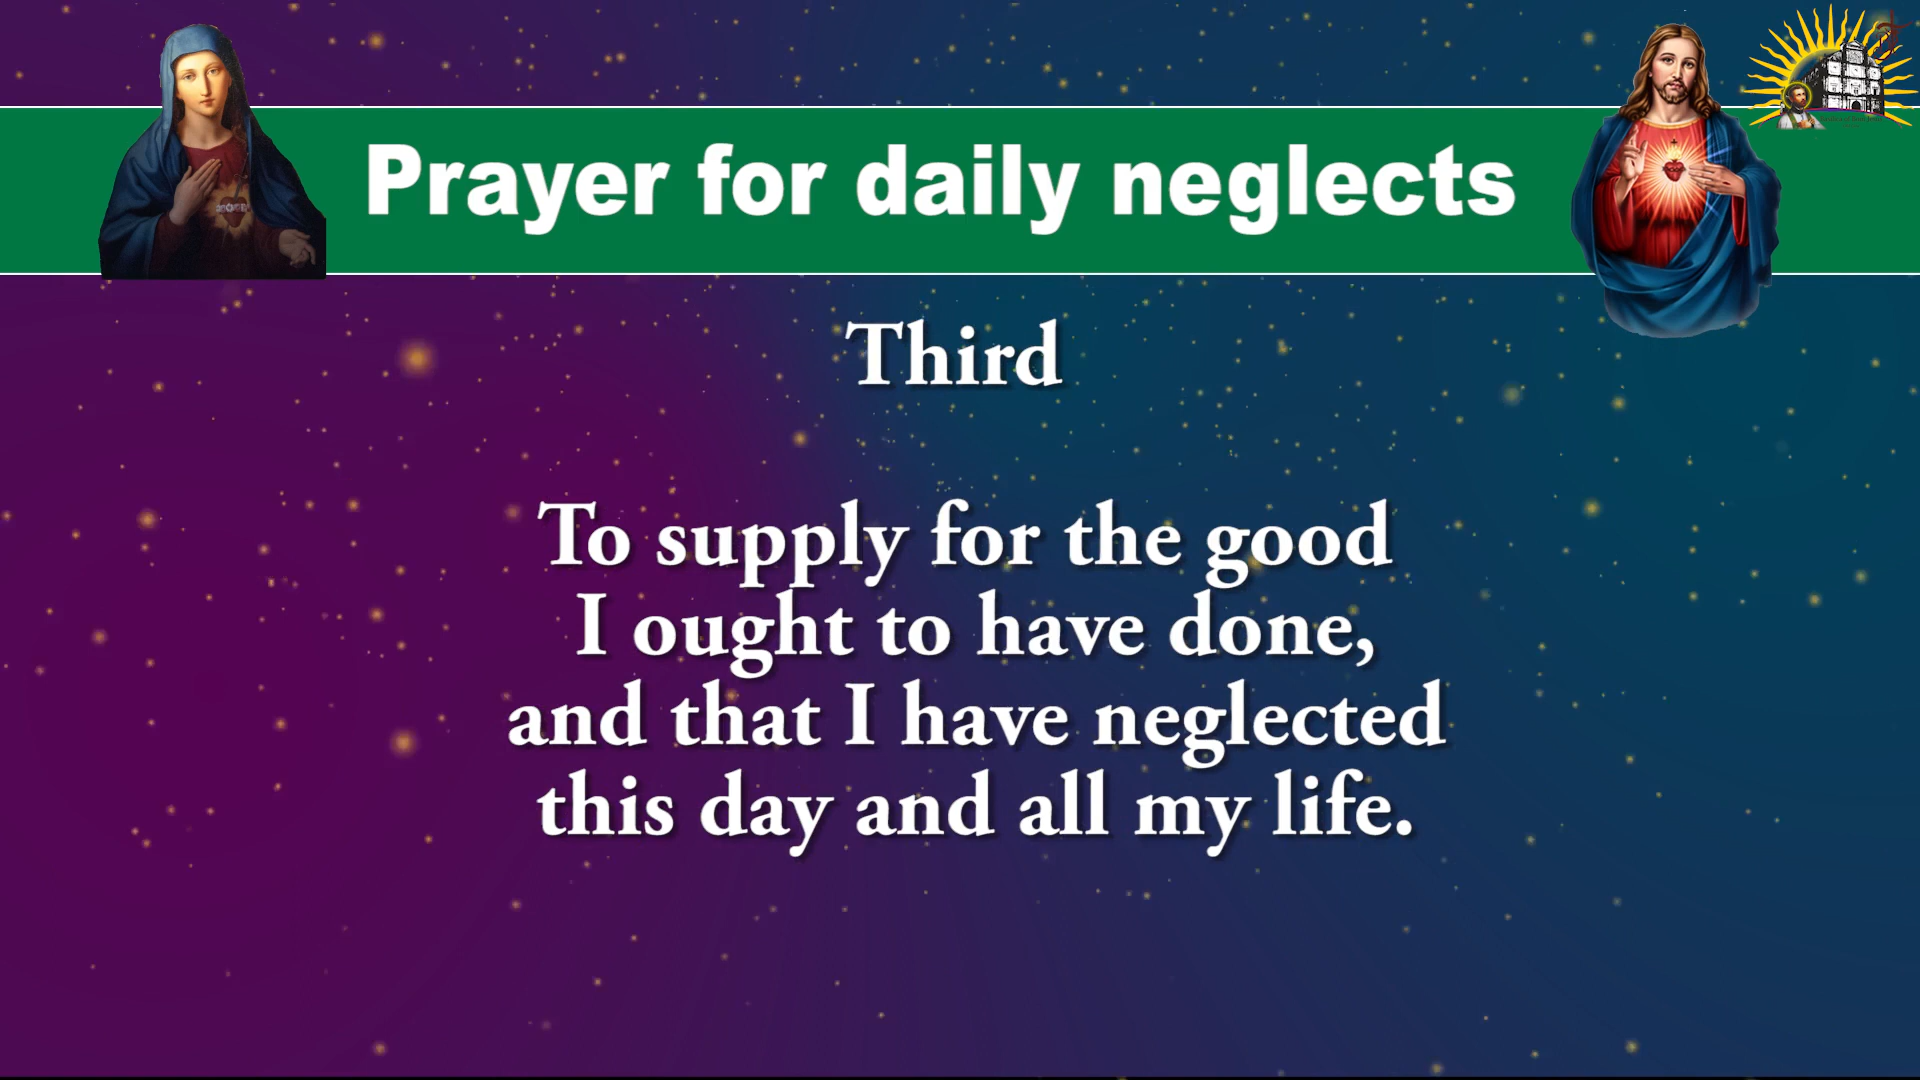 Prayer for daily neglects
Third
To supply for the good
I ought to have done,
and that I have neglected
this day and all my life.